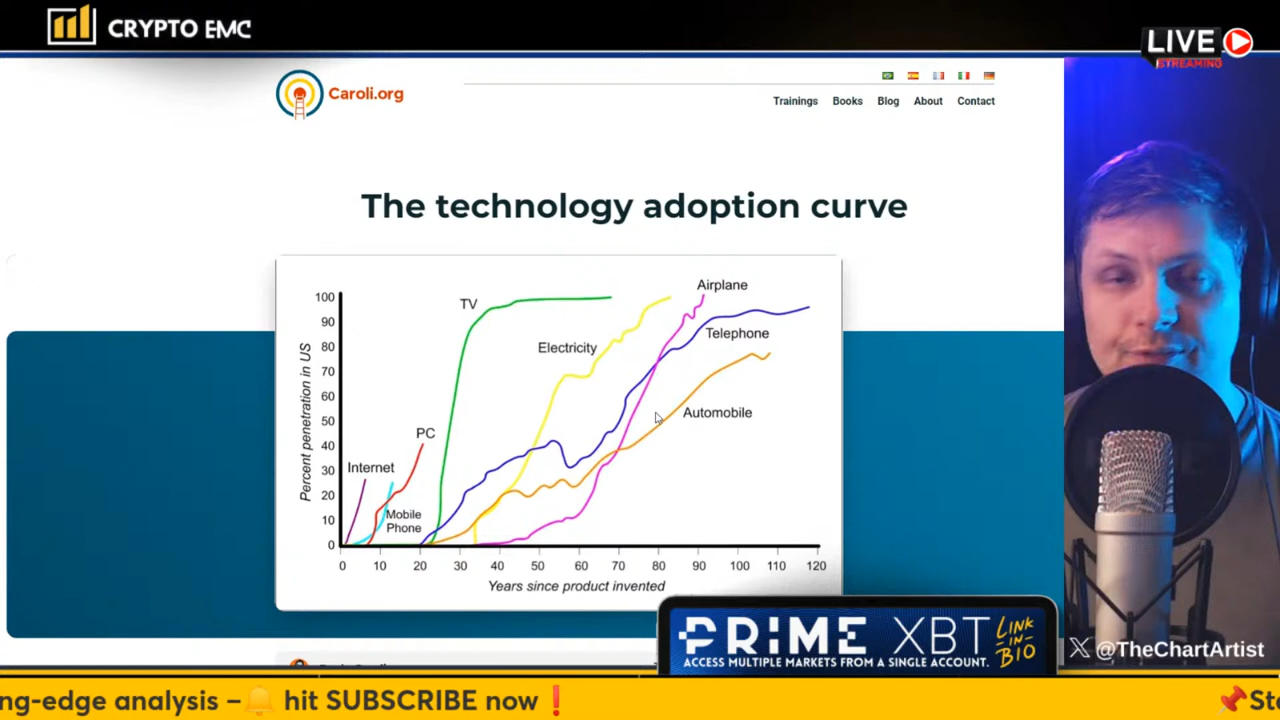 CRYPTO EMC
LIVE
STREAMING
Caroli.org
Trainings Books Blog About Contact
The technology adoption curve
Percent penetration in US
100
90
80
70
60
50
40
30
20
10
0
TV
Airplane
Electricity
Telephone
Automobile
PC
Internet
Mobile
Phone
0 10 20 30 40 50 60 70 80 90 100 110 120
Years since product invented
PRIME XBT
ACCESS MULTIPLE MARKETS FROM A SINGLE ACCOUNT.
LINK
-IN-
BIO
@TheChartArtist
ng-edge analysis –🔔 hit SUBSCRIBE now❗ 📌Sta